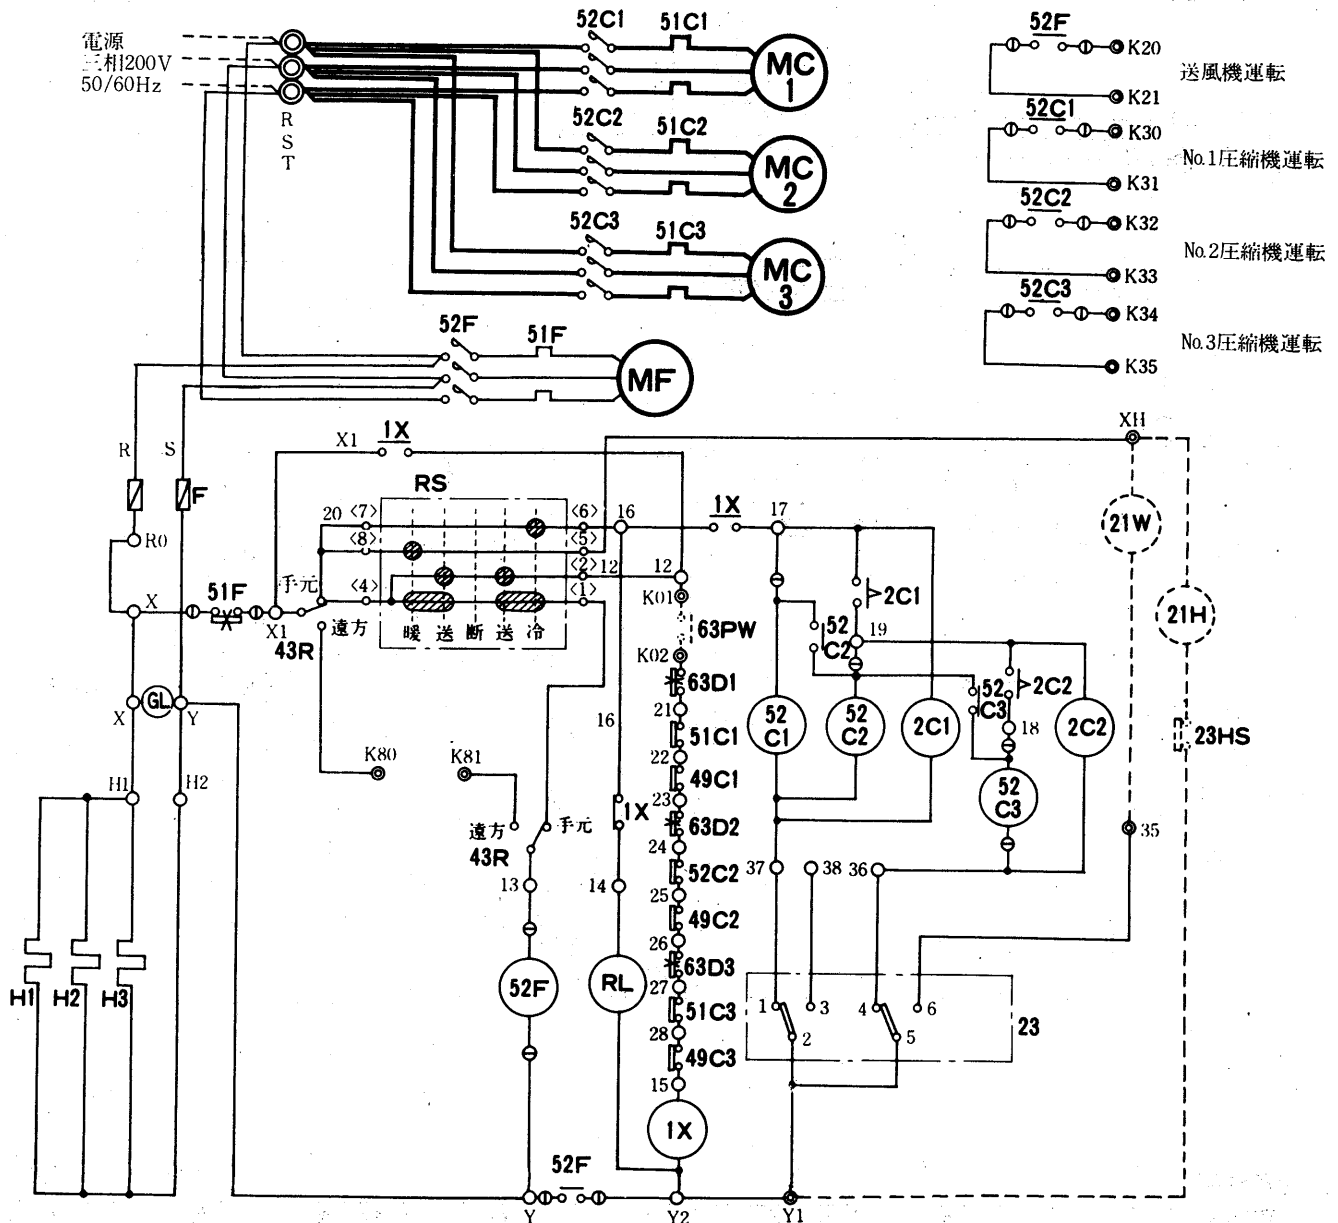 電源
三相200V
50/60Hz
R
S
T
52C1
51C1
MC
1
52C2
51C2
MC
2
52C3
51C3
MC
3
52F
51F
MF
52F
K20
K21
送風機運転
52C1
K30
K31
No.1圧縮機運転
52C2
K32
K33
No.2圧縮機運転
52C3
K34
K35
No.3圧縮機運転
R
S
F
R0
X1
1X
RS
XH
20
<7>
<8>
<4>
<6>
<5>
<2>
<1>
16
12
12
1X
17
手元
遠方
43R
暖 送 断 送 冷
51F
X
X1
X
GL
Y
21W
21H
23HS
K01
63PW
K02
63D1
21
51C1
22
49C1
23
63D2
24
52C2
25
49C2
26
63D3
27
51C3
28
49C3
15
1X
52
C2
2C1
19
52
C3
2C2
18
52
C1
52
C2
2C1
2C2
52
C3
16
1X
14
RL
K80
K81
遠方
手元
43R
13
52F
H1
H2
H1
H2
H3
37
38
36
35
1
3
2
4
6
5
23
52F
Y
Y2
Y1